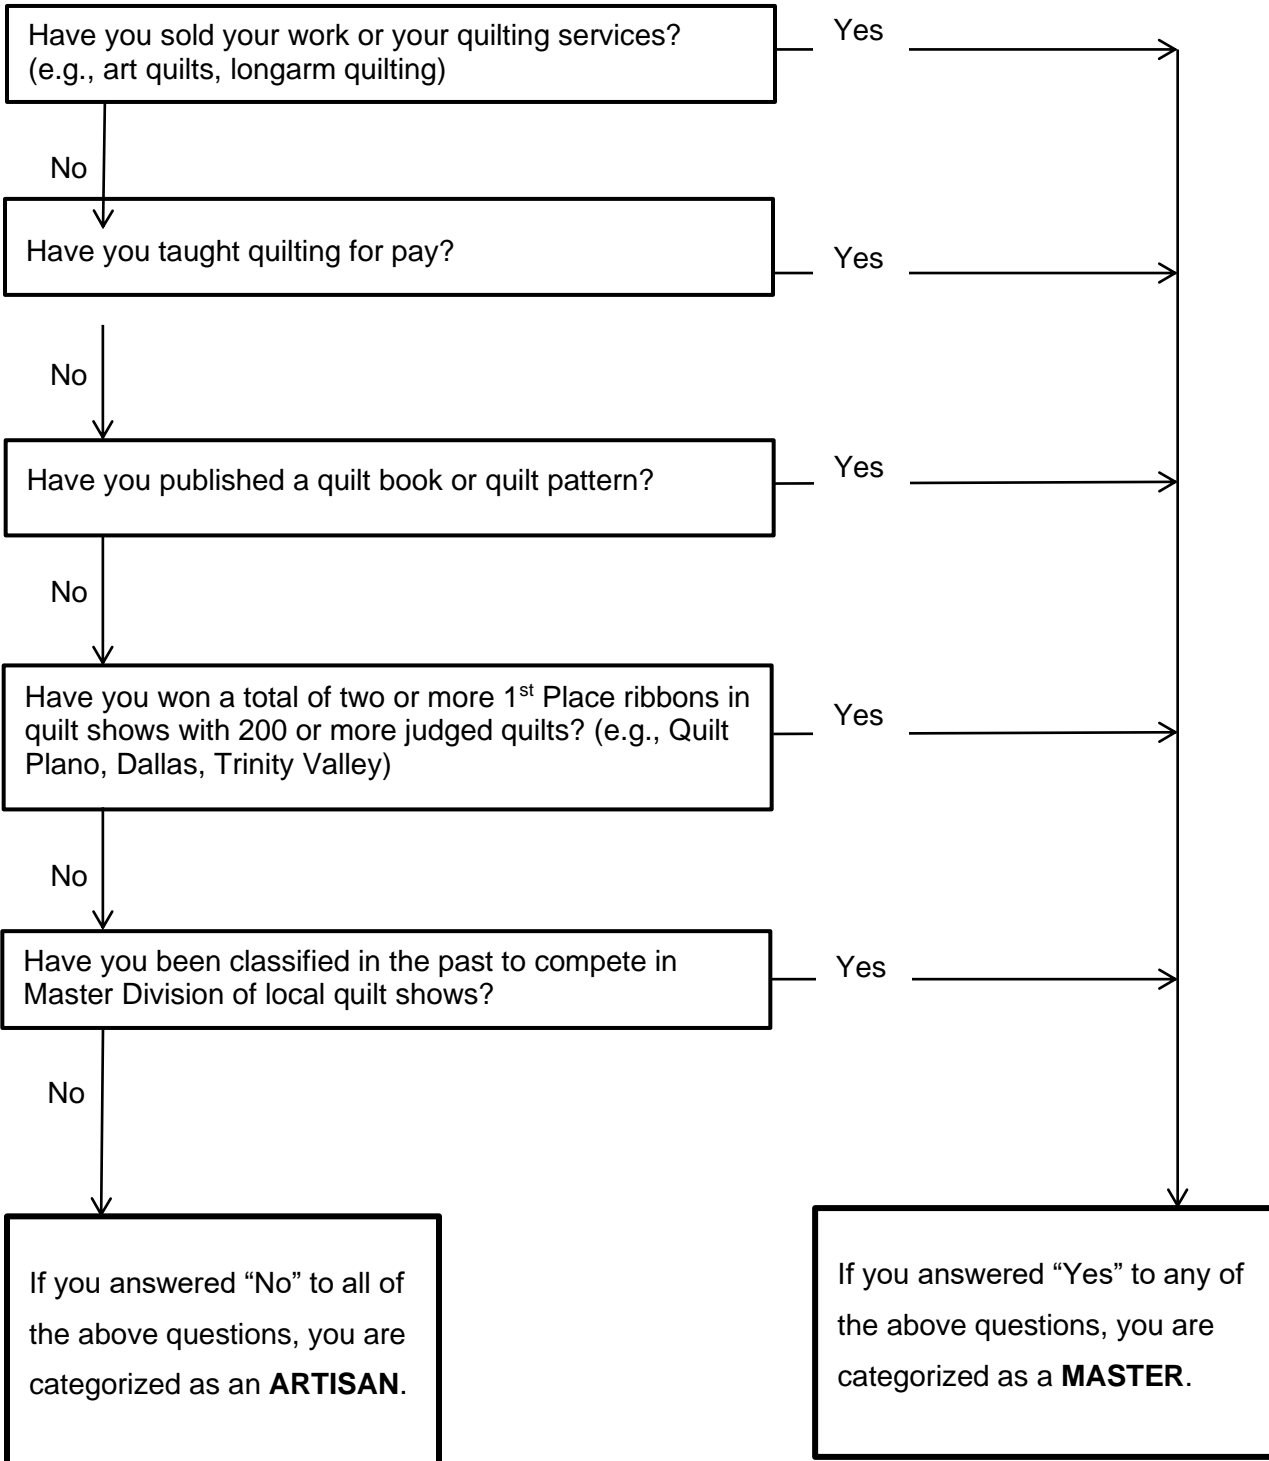 Have you sold your work or your quilting services?
(e.g., art quilts, longarm quilting)
Yes
No
Have you taught quilting for pay?
Yes
No
Have you published a quilt book or quilt pattern?
Yes
No
Have you won a total of two or more 1st Place ribbons in
quilt shows with 200 or more judged quilts? (e.g., Quilt
Plano, Dallas, Trinity Valley)
Yes
No
Have you been classified in the past to compete in
Master Division of local quilt shows?
Yes
No
If you answered “No” to all of
the above questions, you are
categorized as an ARTISAN.
If you answered “Yes” to any of
the above questions, you are
categorized as a MASTER.